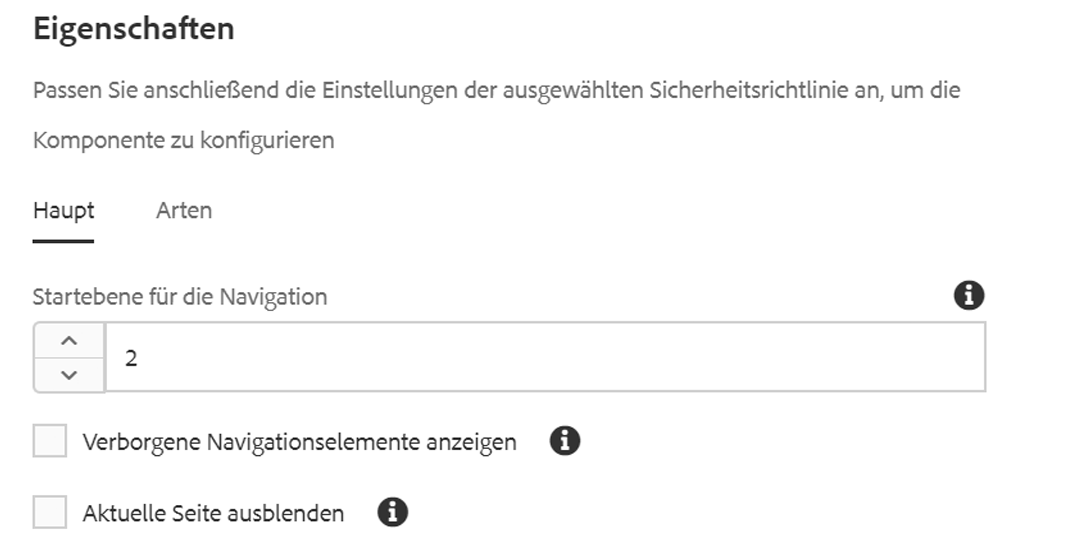 Eigenschaften
Passen Sie anschließend die Einstellungen der ausgewählten Sicherheitsrichtlinie an, um die
Komponente zu konfigurieren
Haupt Arten
Startebene für die Navigation
2
Verborgene Navigationselemente anzeigen
Aktuelle Seite ausblenden